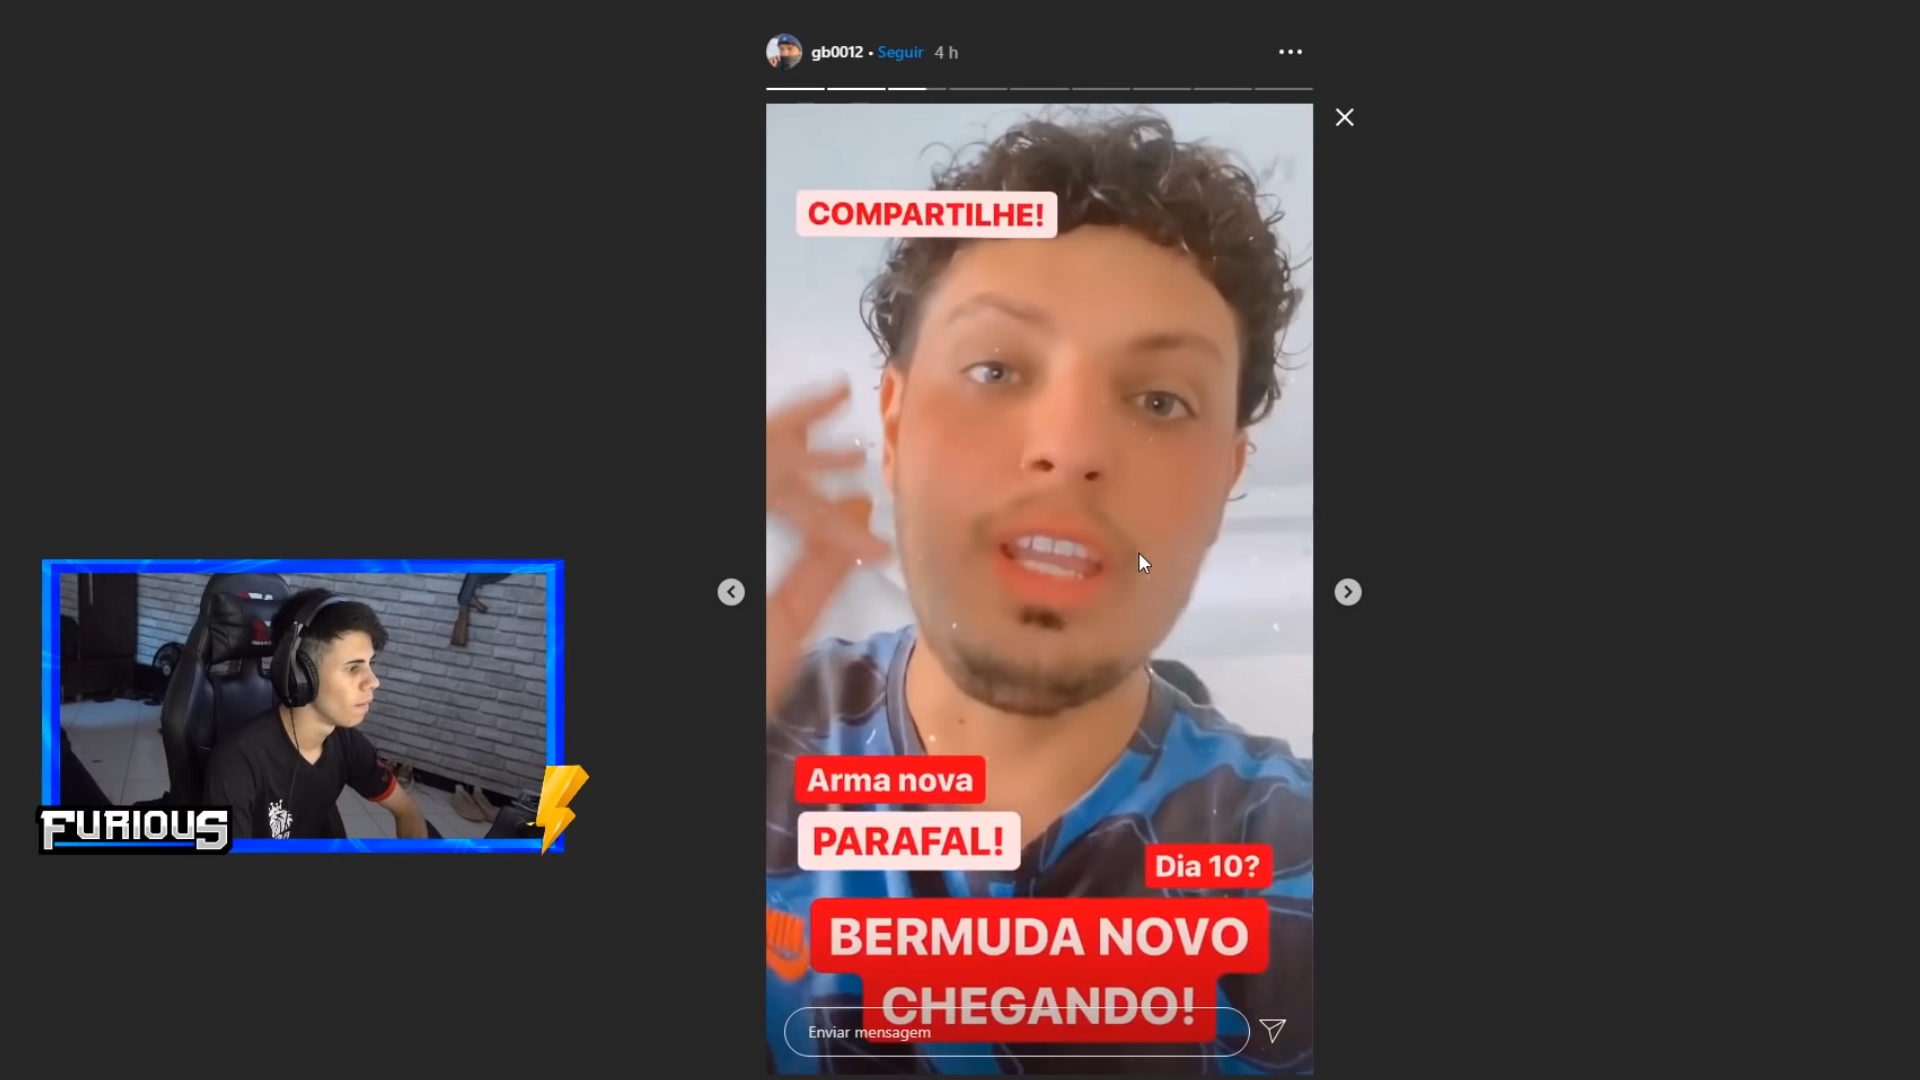 gb0012 • Seguir 4 h
COMPARTILHE!
Arma nova
PARAFAL!
Dia 10?
BERMUDA NOVO
CHEGANDO!
Enviar mensagem
FURIOUS